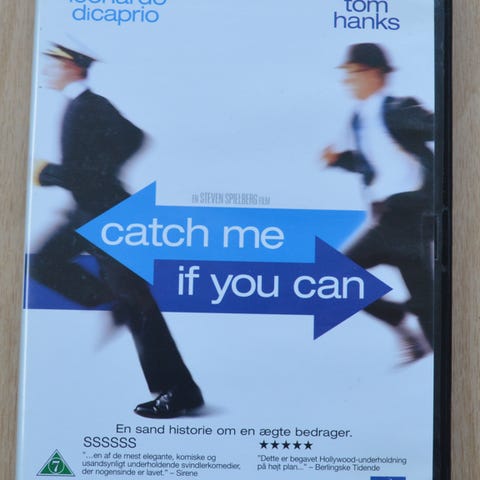 leonardo
dicaprio
tom
hanks
EN STEVEN SPIELBERG FILM
catch me
if you can
En sand historie om en ægte bedrager.
SSSSSS
"...en af de mest elegante, komiske og
usandsynligt underholdende svindlerkomedier,
der nogensinde er lavet." – Sirene
★★★★★
"Dette er begavet Hollywood-underholdning
på højt plan..." – Berlingske Tidende
7